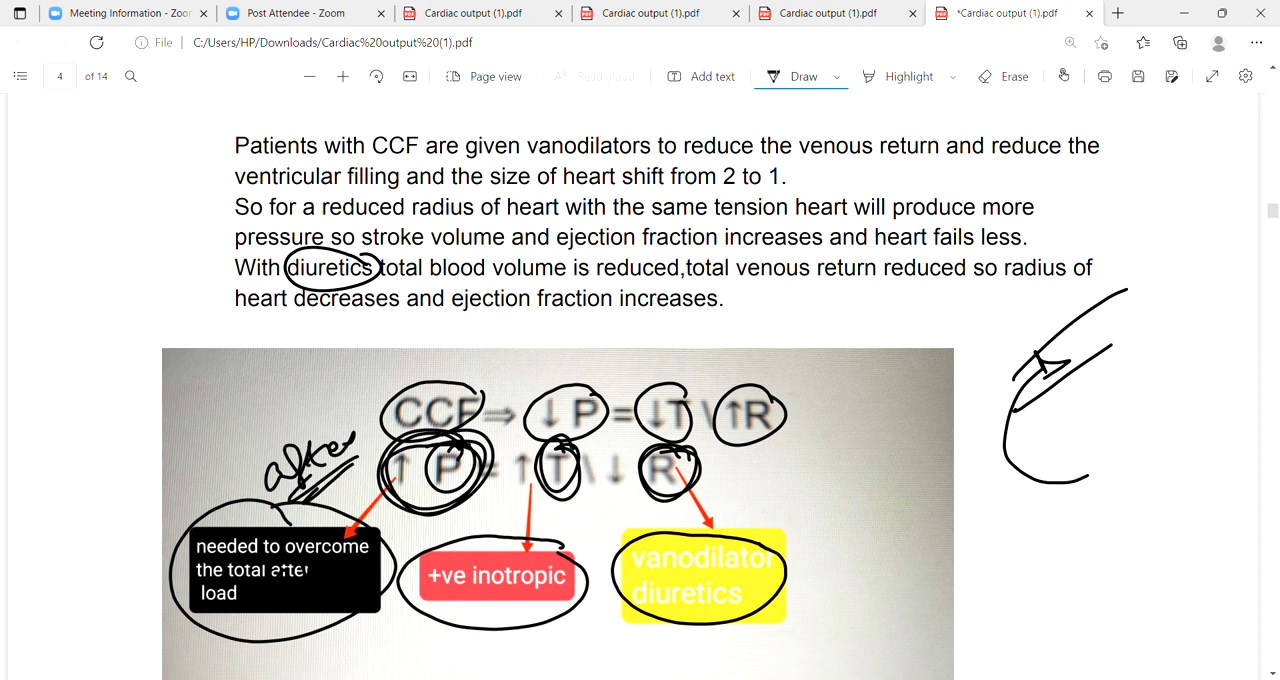 Meeting Information - Zoor
Post Attendee - Zoom
Cardiac output (1).pdf
Cardiac output (1).pdf
Cardiac output (1).pdf
*Cardiac output (1).pdf
File
C:/Users/HP/Downloads/Cardiac%20output%20(1).pdf
4 of 14
Page view
Read aloud
Add text
Draw
Highlight
Erase
Patients with CCF are given vanodilators to reduce the venous return and reduce the
ventricular filling and the size of heart shift from 2 to 1.
So for a reduced radius of heart with the same tension heart will produce more
pressure so stroke volume and ejection fraction increases and heart fails less.
With diuretics total blood volume is reduced,total venous return reduced so radius of
heart decreases and ejection fraction increases.
CCF ⇒ ↓ P = ↓T \ ↑R
↑ P = ↑ T \ ↓ R
after
needed to overcome
the total after
load
+ve inotropic
vanodilator
diuretics